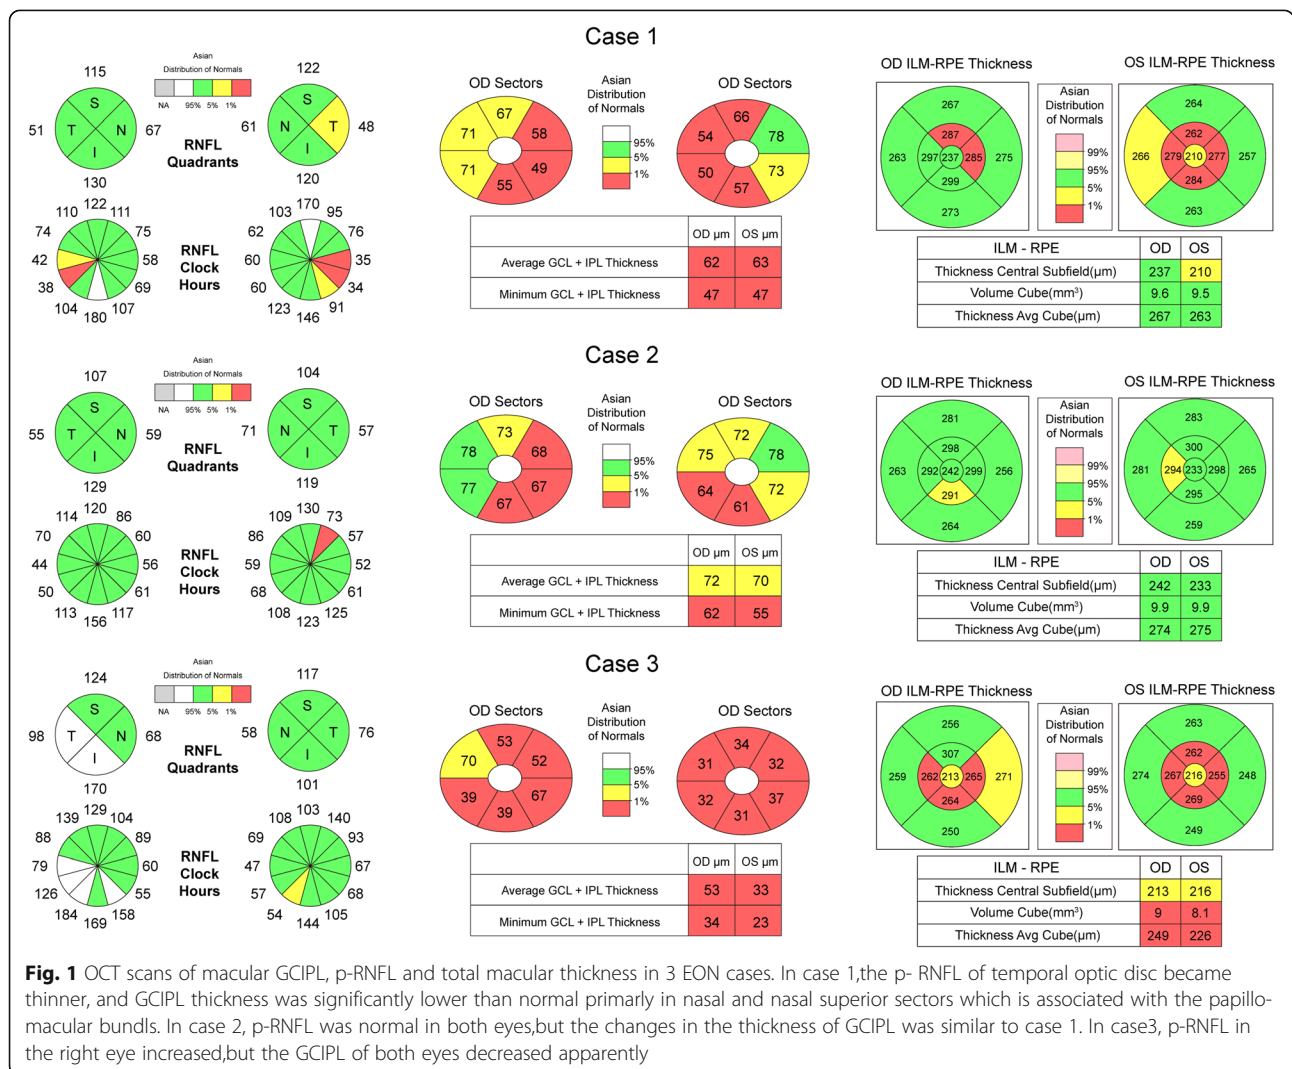 Case 1
Asian
Distribution of Normals
NA 95% 5% 1%
115
S
T N
I
51 67
130
RNFL
Quadrants
122
S
N T
I
61 48
120
122
110 111
74 75
42 58
38 69
104 107
180
RNFL
Clock
Hours
170
103 95
62 76
60 35
60 34
123 91
146
OD Sectors
67
71 58
71 49
55
Asian
Distribution
of Normals
95%
5%
1%
OD Sectors
66
54 78
50 73
57
OD µm OS µm
Average GCL + IPL Thickness 62 63
Minimum GCL + IPL Thickness 47 47
OD ILM-RPE Thickness
267
287
263 297 237 285 275
299
273
Asian
Distribution
of Normals
99%
95%
5%
1%
OS ILM-RPE Thickness
264
262
266 279 210 277 257
284
263
ILM - RPE OD OS
Thickness Central Subfield(µm) 237 210
Volume Cube(mm³) 9.6 9.5
Thickness Avg Cube(µm) 267 263
Case 2
Asian
Distribution of Normals
NA 95% 5% 1%
107
S
T N
I
55 59
129
RNFL
Quadrants
104
S
N T
I
71 57
119
120
114 86
70 60
44 56
50 61
113 117
156
RNFL
Clock
Hours
130
109 73
86 57
59 52
68 61
108 125
123
OD Sectors
73
78 68
77 67
67
Asian
Distribution
of Normals
95%
5%
1%
OD Sectors
72
75 78
64 72
61
OD µm OS µm
Average GCL + IPL Thickness 72 70
Minimum GCL + IPL Thickness 62 55
OD ILM-RPE Thickness
281
298
263 292 242 299 256
291
264
Asian
Distribution
of Normals
99%
95%
5%
1%
OS ILM-RPE Thickness
283
300
281 294 233 298 265
295
259
ILM - RPE OD OS
Thickness Central Subfield(µm) 242 233
Volume Cube(mm³) 9.9 9.9
Thickness Avg Cube(µm) 274 275
Case 3
Asian
Distribution of Normals
NA 95% 5% 1%
124
S
T N
I
98 68
170
RNFL
Quadrants
117
S
N T
I
58 76
101
129
139 104
88 89
79 60
126 55
184 158
169
RNFL
Clock
Hours
103
108 140
69 93
47 67
57 68
54 105
144
OD Sectors
53
70 52
39 67
39
Asian
Distribution
of Normals
95%
5%
1%
OD Sectors
34
31 32
32 37
31
OD µm OS µm
Average GCL + IPL Thickness 53 33
Minimum GCL + IPL Thickness 34 23
OD ILM-RPE Thickness
256
307
259 262 213 265 271
264
250
Asian
Distribution
of Normals
99%
95%
5%
1%
OS ILM-RPE Thickness
263
262
274 267 216 255 248
269
249
ILM - RPE OD OS
Thickness Central Subfield(µm) 213 216
Volume Cube(mm³) 9 8.1
Thickness Avg Cube(µm) 249 226
Fig. 1 OCT scans of macular GCIPL, p-RNFL and total macular thickness in 3 EON cases. In case 1,the p- RNFL of temporal optic disc became
thinner, and GCIPL thickness was significantly lower than normal primarly in nasal and nasal superior sectors which is associated with the papillo-
macular bundls. In case 2, p-RNFL was normal in both eyes,but the changes in the thickness of GCIPL was similar to case 1. In case3, p-RNFL in
the right eye increased,but the GCIPL of both eyes decreased apparently